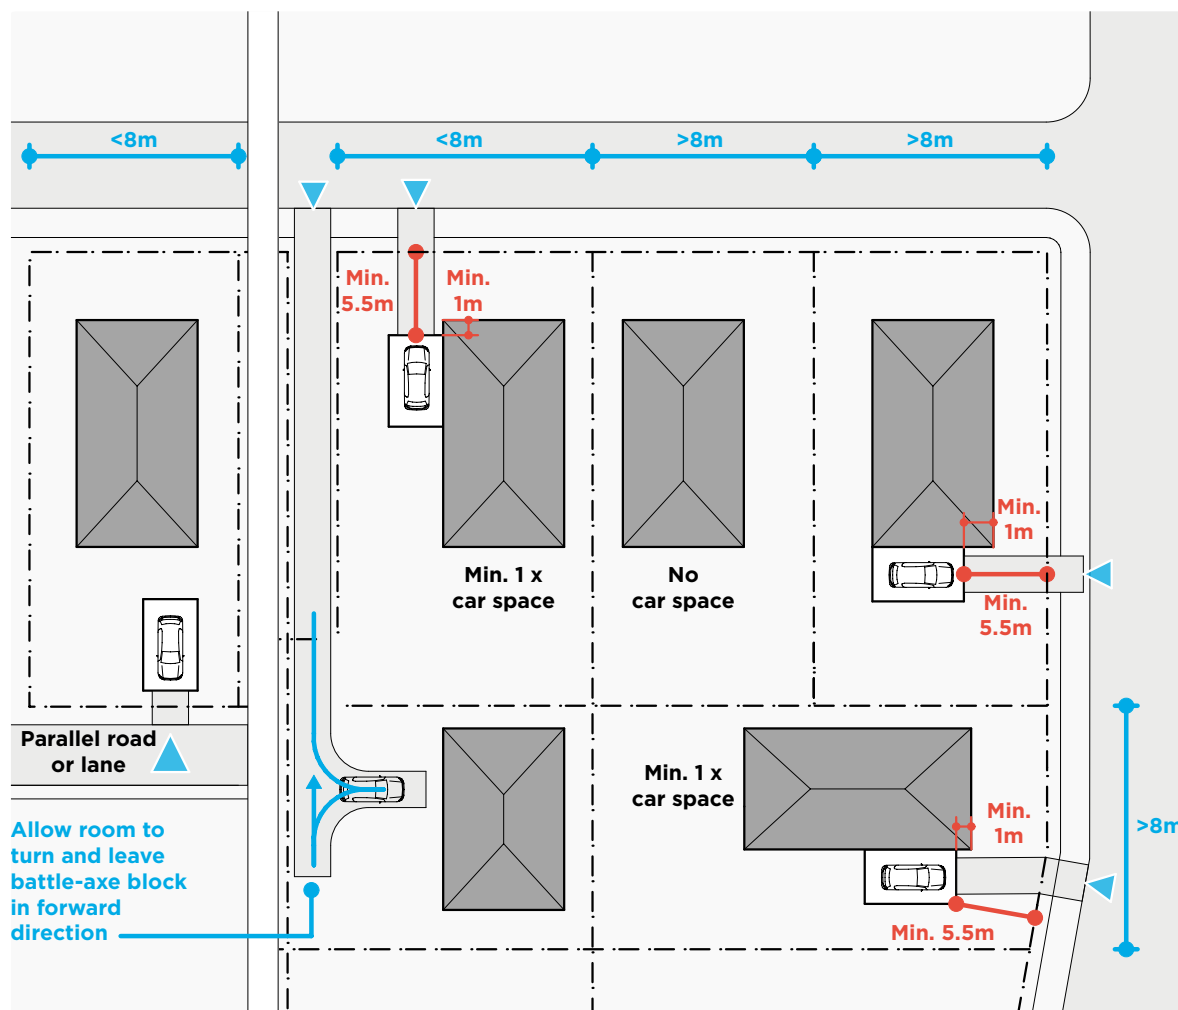 <8m
<8m
>8m
>8m
Min.
5.5m
Min.
1m
Min.
1m
Min. 1 x
car space
No
car space
Min.
5.5m
Parallel road
or lane
Min. 1 x
car space
Min.
1m
>8m
Allow room to
turn and leave
battle-axe block
in forward
direction
Min. 5.5m